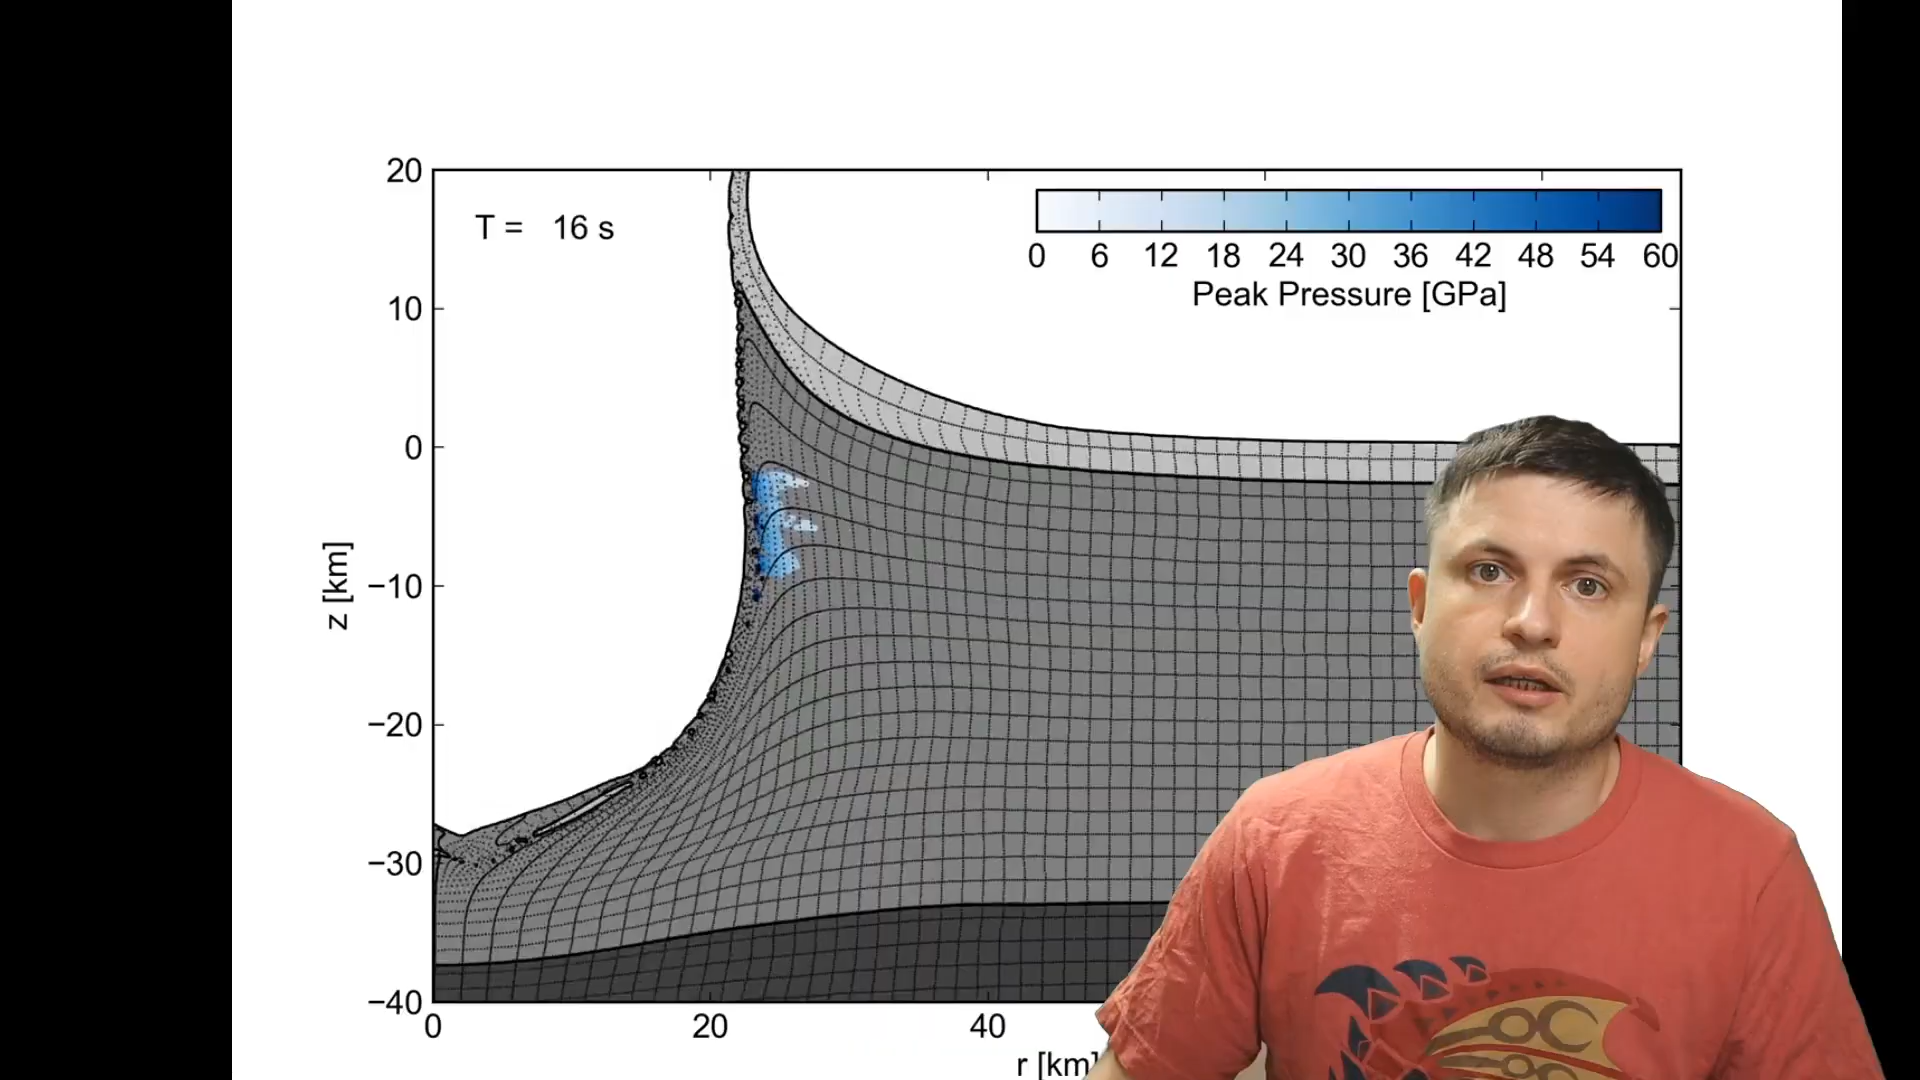 20
T = 16 s
0 6 12 18 24 30 36 42 48 54 60
Peak Pressure [GPa]
10
0
z [km]
−10
−20
−30
−40
0 20 40
r [km]